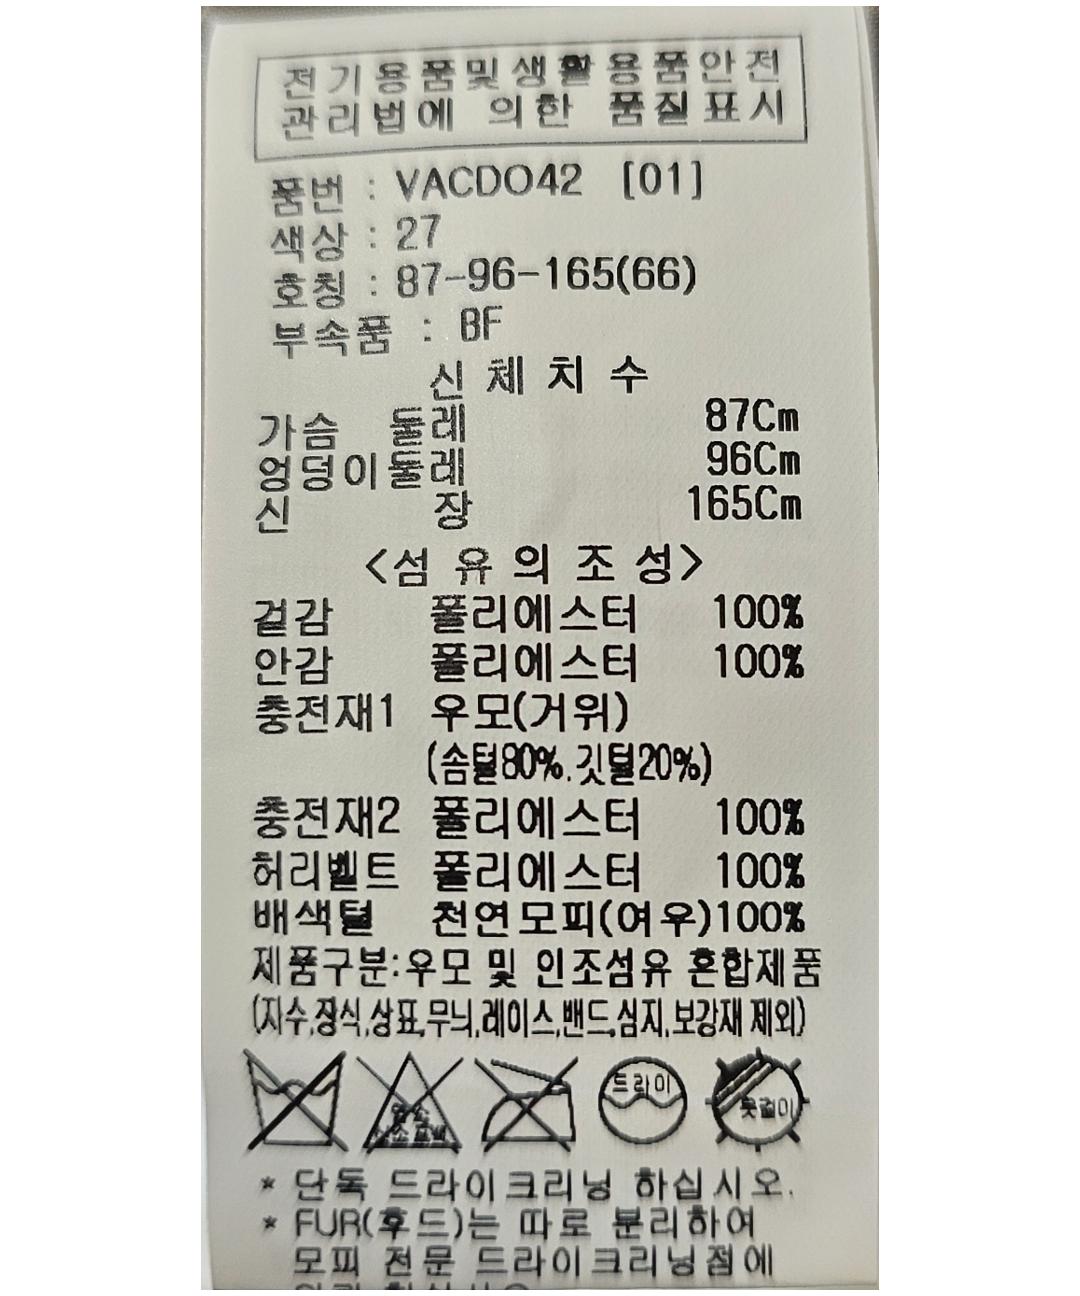 전기용품및생활용품안전
관리법에 의한 품질표시
품번 : VACDO42 [01]
색상 : 27
호칭 : 87-96-165(66)
부속품 : BF
신체치수
가슴 둘레 87Cm
엉덩이둘레 96Cm
신 장 165Cm
<섬유의조성>
겉감 폴리에스터 100%
안감 폴리에스터 100%
충전재1 우모(거위)
(솜털80%.깃털20%)
충전재2 폴리에스터 100%
허리벨트 폴리에스터 100%
배색털 천연모피(여우)100%
제품구분:우모 및 인조섬유 혼합제품
(지수,장식,상표,무늬,레이스,밴드,심지,보강재 제외)
드라이 옷걸이
* 단독 드라이크리닝 하십시오.
* FUR(후드)는 따로 분리하여
모피 전문 드라이크리닝점에